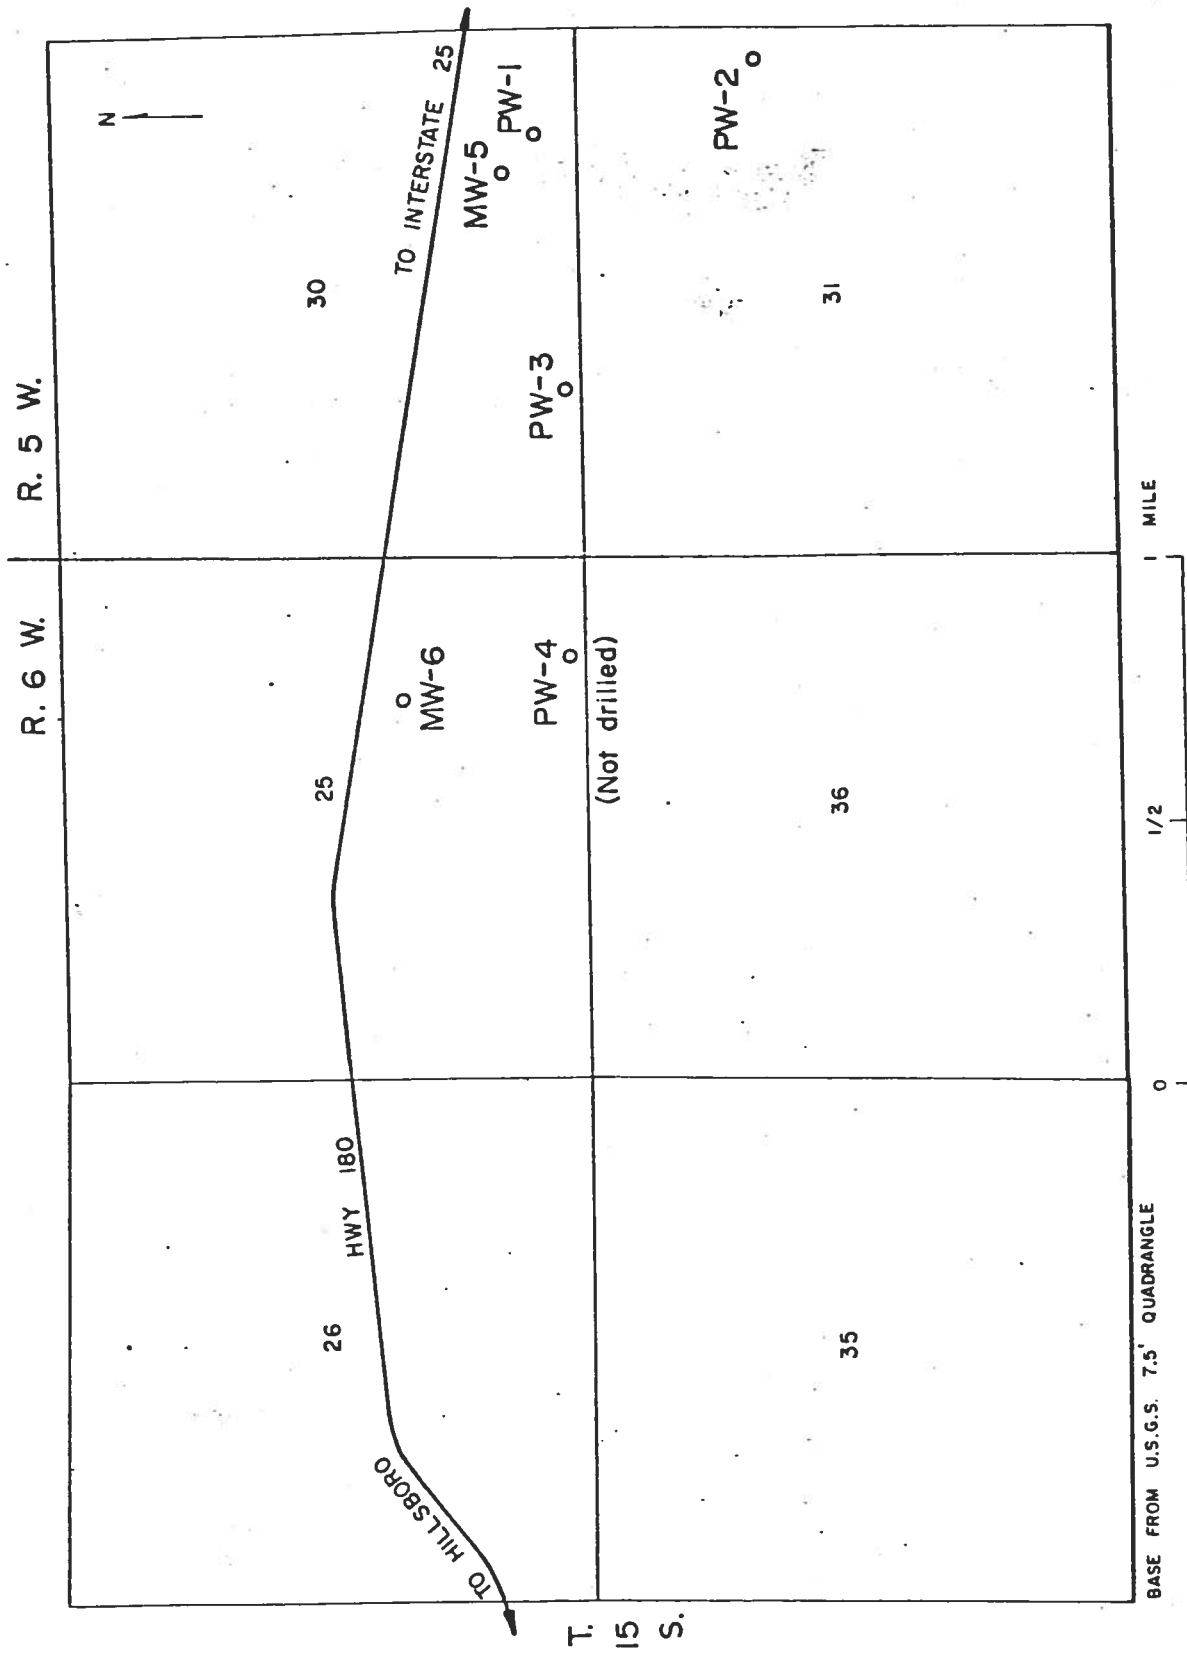 R. 6 W.
R. 5 W.
N
26
25
30
HWY 180
TO INTERSTATE 25
TO HILLSBORO
MW-6
MW-5
PW-1
PW-4
(Not drilled)
PW-3
PW-2
T.
15
S.
35
36
31
BASE FROM U.S.G.S. 7.5' QUADRANGLE
0
1/2
1 MILE